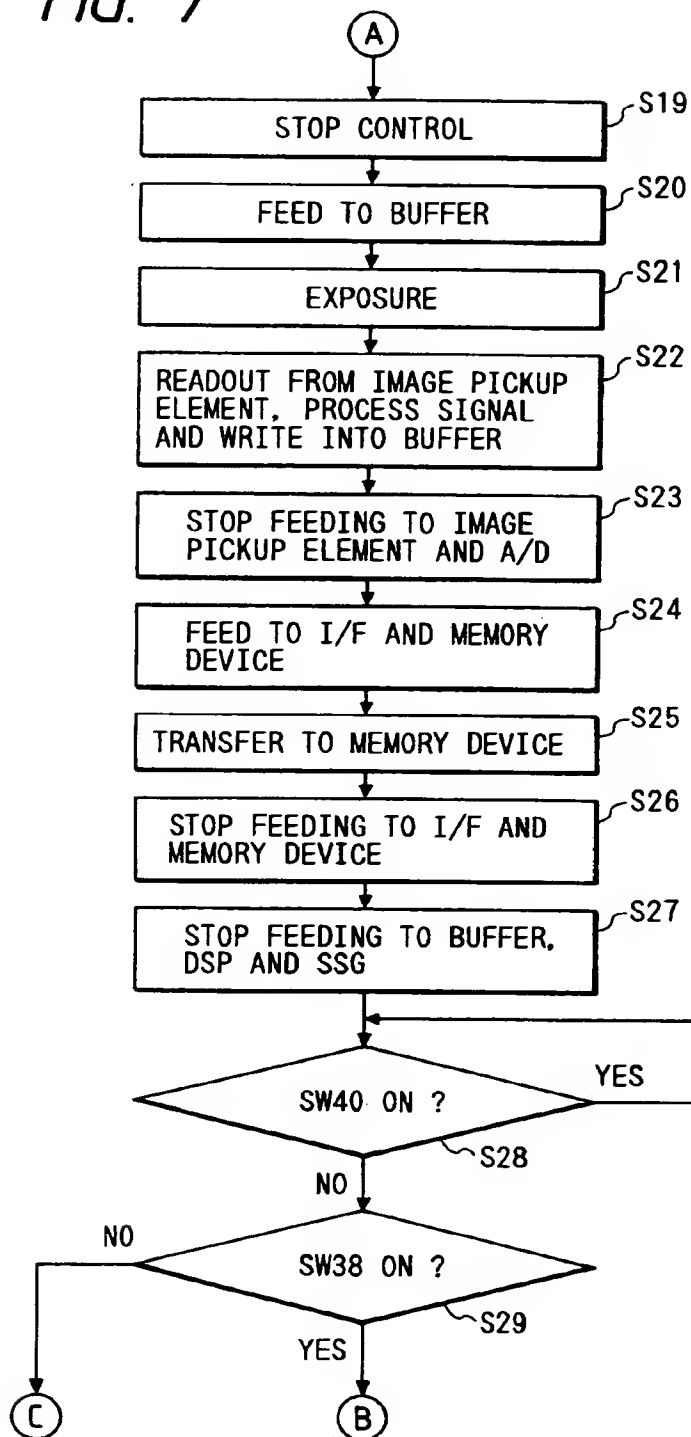 FIG. 7
A
STOP CONTROL
S19
FEED TO BUFFER
S20
EXPOSURE
S21
READOUT FROM IMAGE PICKUP
ELEMENT, PROCESS SIGNAL
AND WRITE INTO BUFFER
S22
STOP FEEDING TO IMAGE
PICKUP ELEMENT AND A/D
S23
FEED TO I/F AND MEMORY
DEVICE
S24
TRANSFER TO MEMORY DEVICE
S25
STOP FEEDING TO I/F AND
MEMORY DEVICE
S26
STOP FEEDING TO BUFFER,
DSP AND SSG
S27
SW40 ON ?
YES
S28
NO
SW38 ON ?
NO
S29
YES
C
B